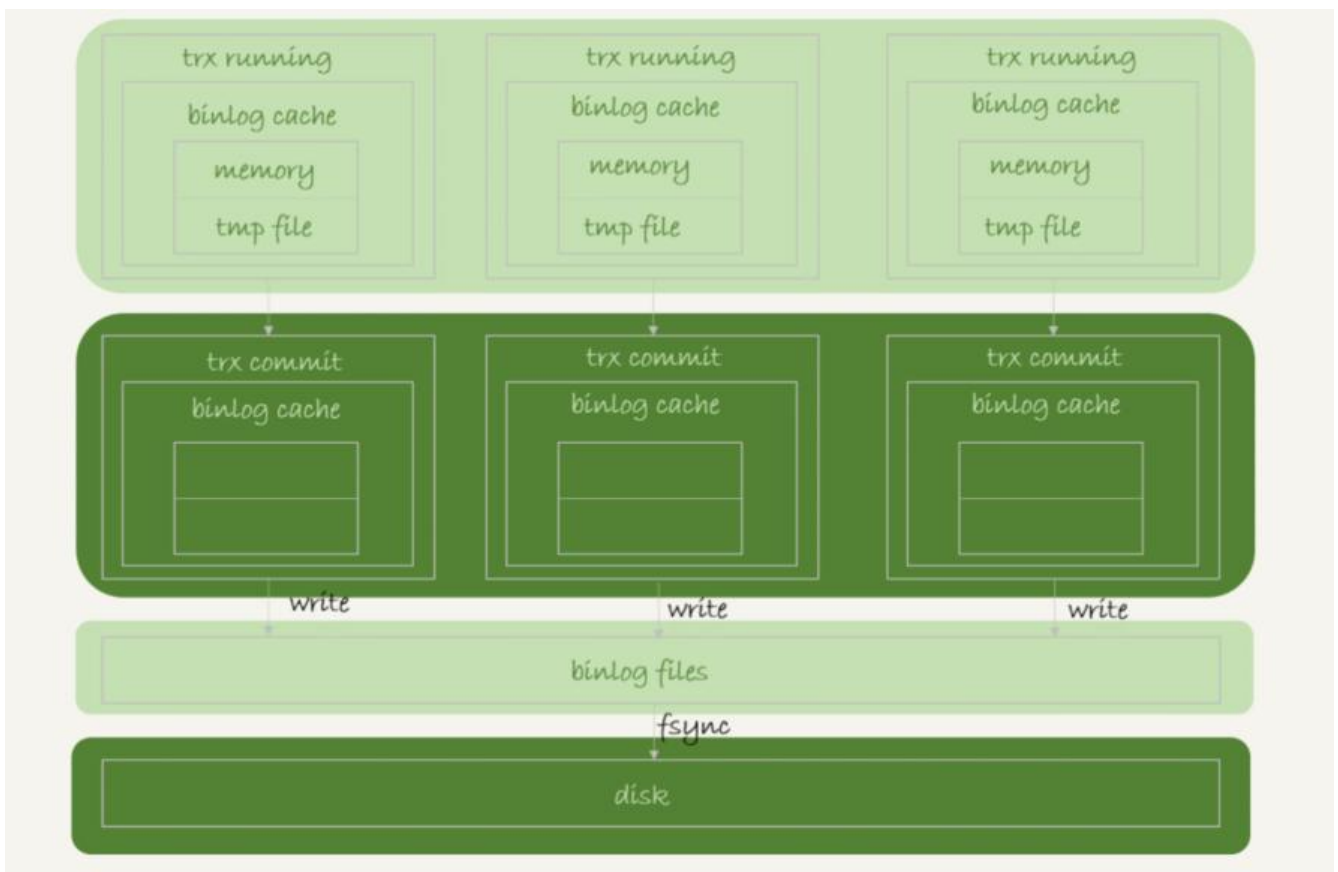 trx running
trx running
trx running
binlog cache
binlog cache
binlog cache
memory
memory
memory
tmp file
tmp file
tmp file
trx commit
trx commit
trx commit
binlog cache
binlog cache
binlog cache
write
write
write
binlog files
fsync
disk